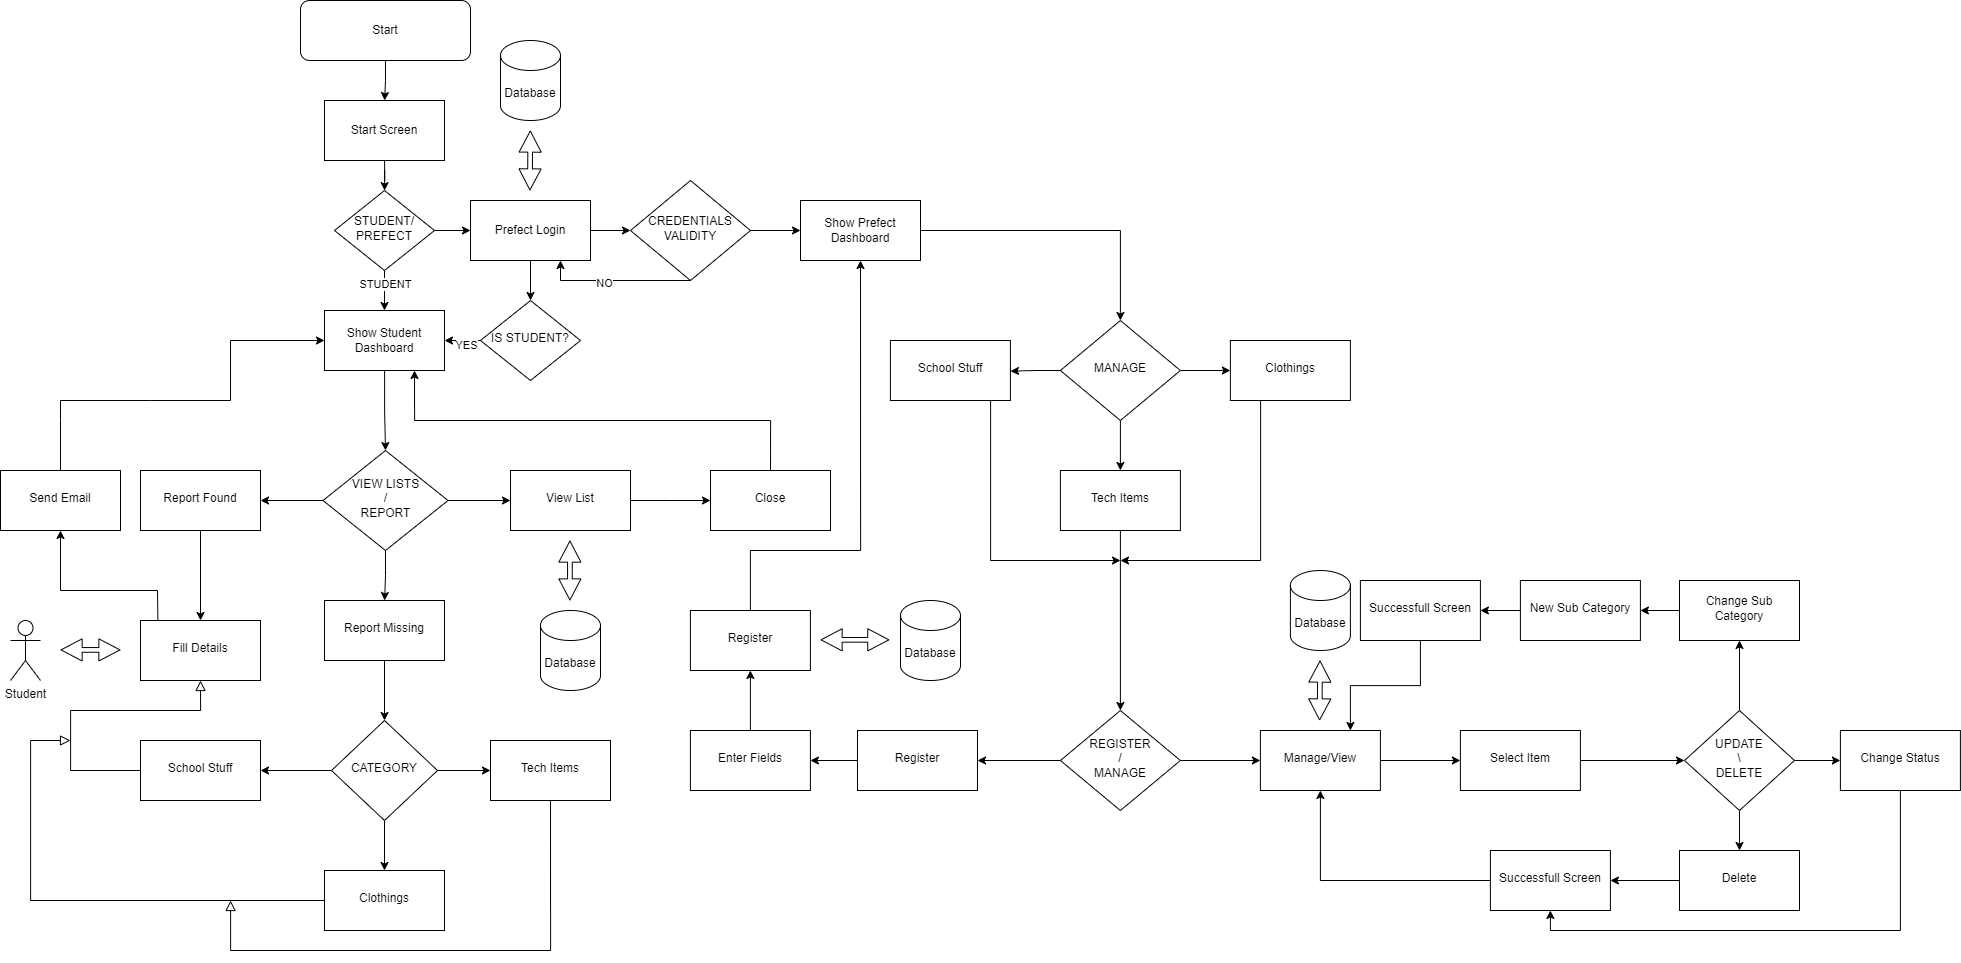 Start
Database
Start Screen
STUDENT/
PREFECT
Prefect Login
CREDENTIALS
VALIDITY
Show Prefect
Dashboard
STUDENT
NO
Show Student
Dashboard
YES
IS STUDENT?
School Stuff
MANAGE
Clothings
Send Email
Report Found
VIEW LISTS
/
REPORT
View List
Close
Tech Items
Fill Details
Student
Report Missing
Database
Register
Database
Database
Successfull Screen
New Sub Category
Change Sub
Category
School Stuff
CATEGORY
Tech Items
Enter Fields
Register
REGISTER
/
MANAGE
Manage/View
Select Item
UPDATE
\
DELETE
Change Status
Clothings
Successfull Screen
Delete